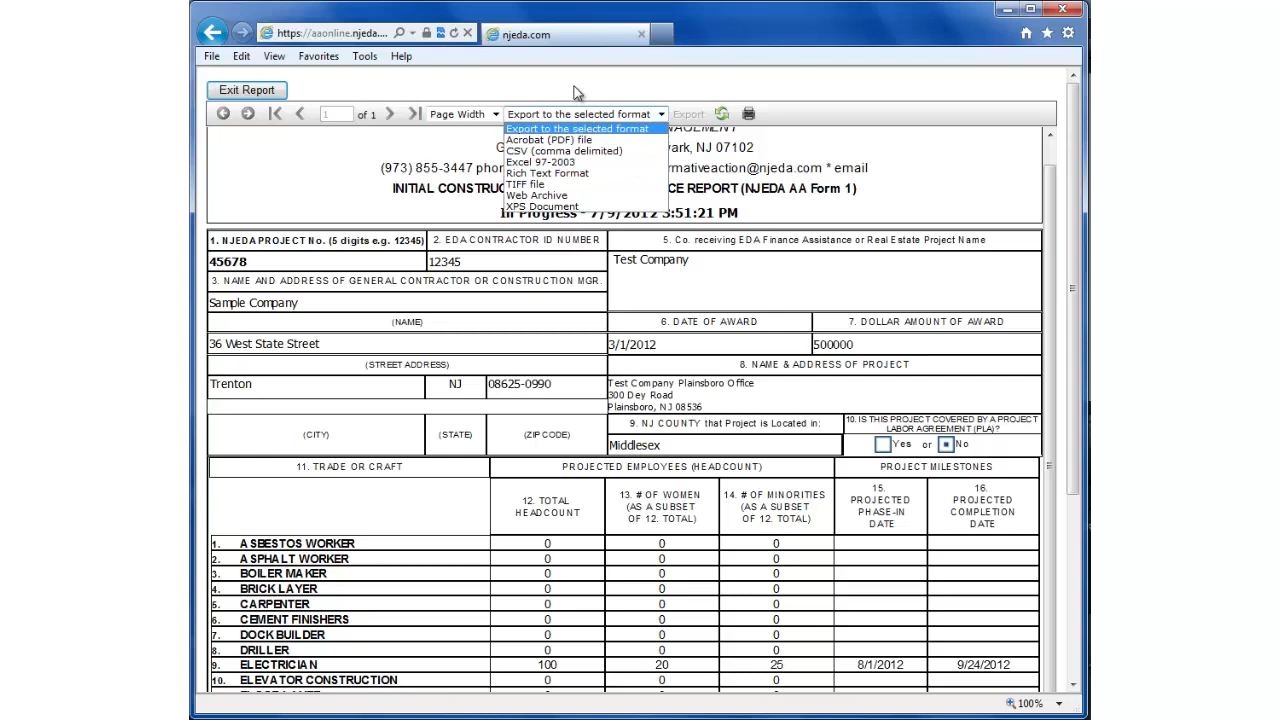 https://aaonline.njeda....
njeda.com
File Edit View Favorites Tools Help
Exit Report
1 of 1 Page Width Export to the selected format Export
Export to the selected format
Acrobat (PDF) file
CSV (comma delimited)
Excel 97-2003
Rich Text Format
TIFF file
Web Archive
XPS Document
wark, NJ 07102
(973) 855-3447 phon rmativeaction@njeda.com * email
INITIAL CONSTRUC CE REPORT (NJEDA AA Form 1)
In Progress - 7/9/2012 3:51:21 PM
1. NJEDA PROJECT No. (5 digits e.g. 12345) 2. EDA CONTRACTOR ID NUMBER 5. Co. receiving EDA Finance Assistance or Real Estate Project Name
45678 12345 Test Company
3. NAME AND ADDRESS OF GENERAL CONTRACTOR OR CONSTRUCTION MGR.
Sample Company
(NAME) 6. DATE OF AWARD 7. DOLLAR AMOUNT OF AWARD
36 West State Street 3/1/2012 500000
(STREET ADDRESS) 8. NAME & ADDRESS OF PROJECT
Trenton NJ 08625-0990 Test Company Plainsboro Office
300 Dey Road
Plainsboro, NJ 08536
(CITY) (STATE) (ZIP CODE) 9. NJ COUNTY that Project is Located in: 10. IS THIS PROJECT COVERED BY A PROJECT
LABOR AGREEMENT (PLA)?
Middlesex Yes or No
11. TRADE OR CRAFT PROJECTED EMPLOYEES (HEADCOUNT) PROJECT MILESTONES
12. TOTAL
HEADCOUNT
13. # OF WOMEN
(AS A SUBSET
OF 12. TOTAL)
14. # OF MINORITIES
(AS A SUBSET
OF 12. TOTAL)
15.
PROJECTED
PHASE-IN
DATE
16.
PROJECTED
COMPLETION
DATE
1. ASBESTOS WORKER 0 0 0
2. ASPHALT WORKER 0 0 0
3. BOILER MAKER 0 0 0
4. BRICK LAYER 0 0 0
5. CARPENTER 0 0 0
6. CEMENT FINISHERS 0 0 0
7. DOCK BUILDER 0 0 0
8. DRILLER 0 0 0
9. ELECTRICIAN 100 20 25 8/1/2012 9/24/2012
10. ELEVATOR CONSTRUCTION 0 0 0
100%